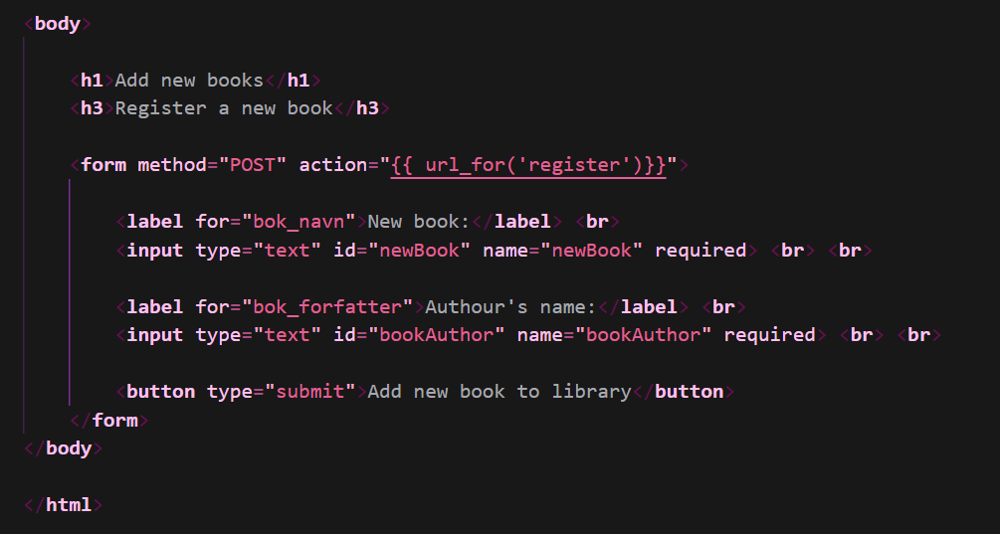 <body>
<h1>Add new books</h1>
<h3>Register a new book</h3>
<form method="POST" action="{{ url_for('register')}}">
<label for="bok_navn">New book:</label> <br>
<input type="text" id="newBook" name="newBook" required> <br> <br>
<label for="bok_forfatter">Authour's name:</label> <br>
<input type="text" id="bookAuthor" name="bookAuthor" required> <br> <br>
<button type="submit">Add new book to library</button>
</form>
</body>
</html>